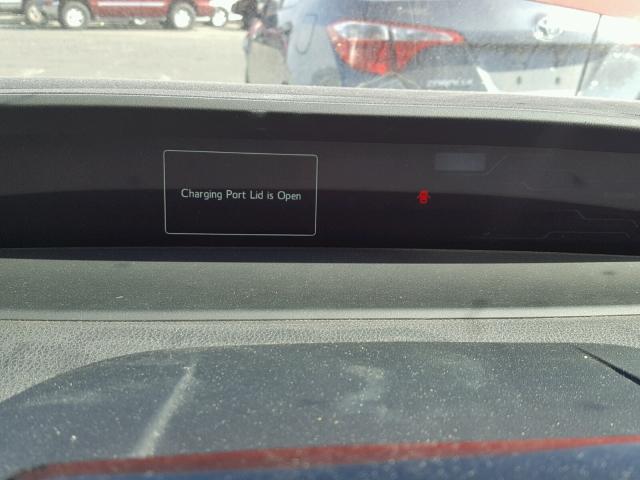 Charging Port Lid is Open